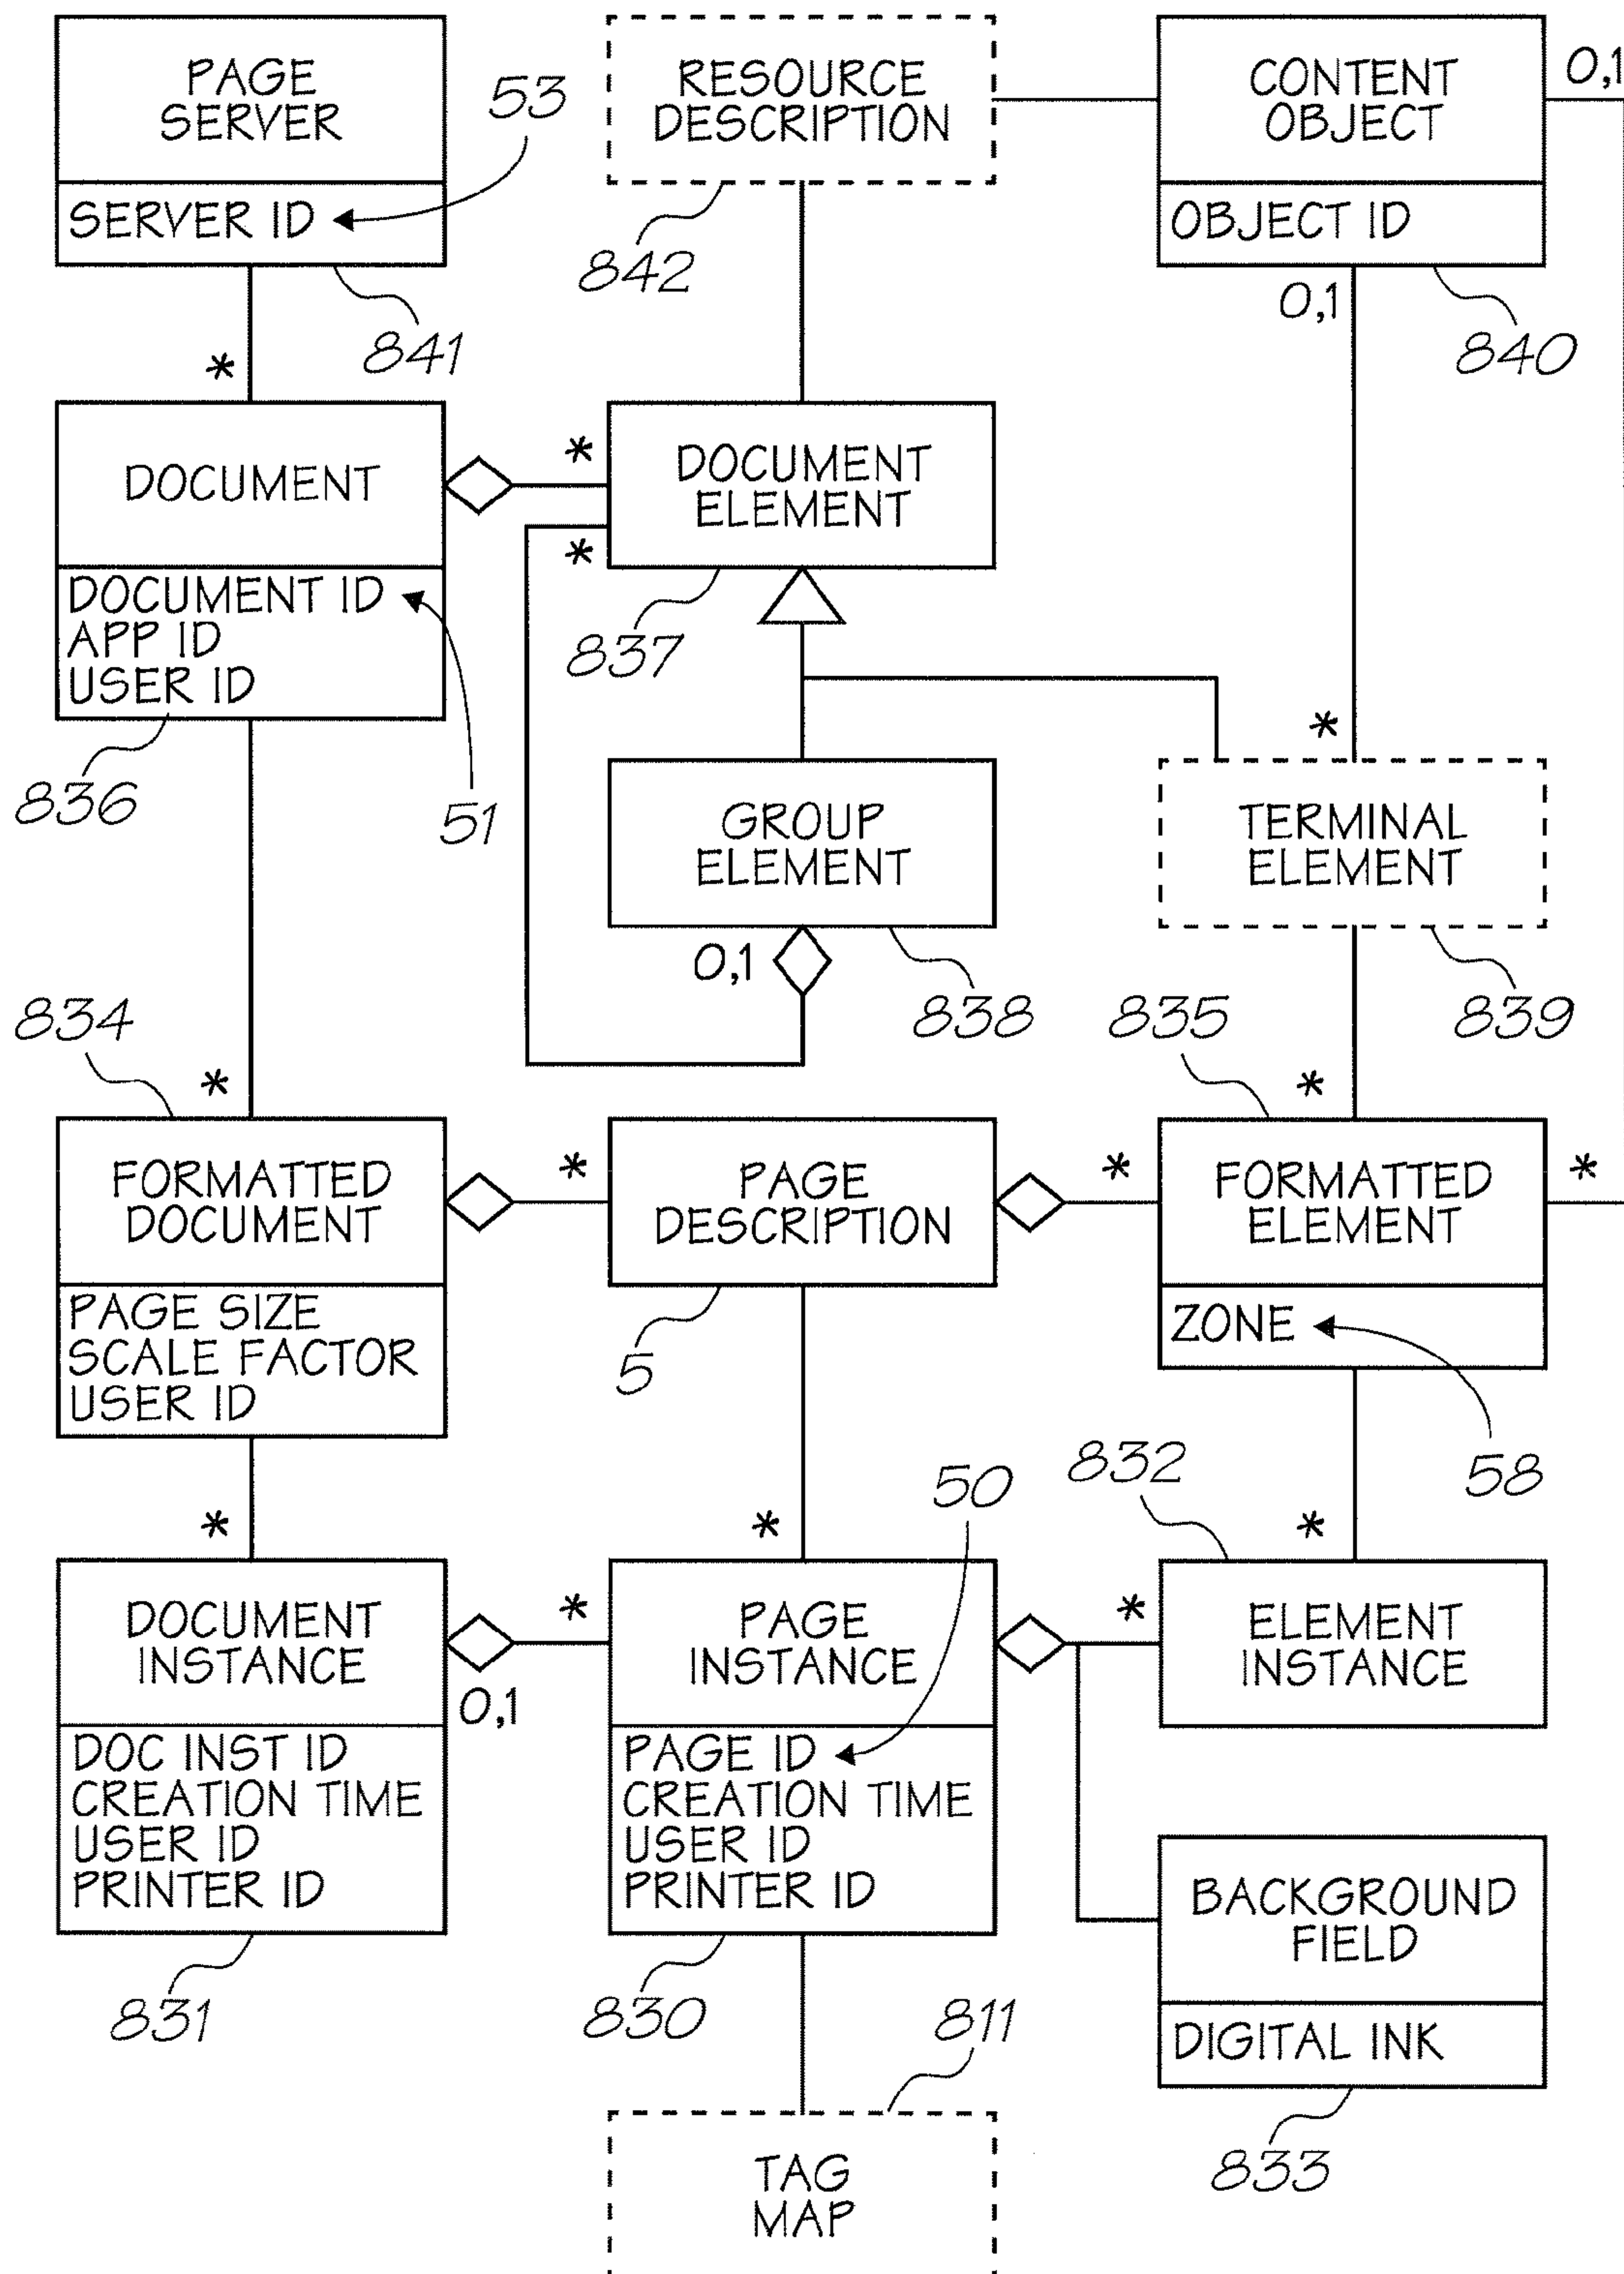 PAGE
SERVER
SERVER ID
53
841
RESOURCE
DESCRIPTION
842
CONTENT
OBJECT
OBJECT ID
0,1
0,1
840
*
DOCUMENT
DOCUMENT ID
APP ID
USER ID
836
51
*
*
DOCUMENT
ELEMENT
837
GROUP
ELEMENT
0,1
838
*
TERMINAL
ELEMENT
839
834
*
FORMATTED
DOCUMENT
PAGE SIZE
SCALE FACTOR
USER ID
*
PAGE
DESCRIPTION
5
*
835
*
FORMATTED
ELEMENT
*
ZONE
58
*
DOCUMENT
INSTANCE
0,1
DOC INST ID
CREATION TIME
USER ID
PRINTER ID
831
*
*
50
PAGE
INSTANCE
PAGE ID
CREATION TIME
USER ID
PRINTER ID
830
832
*
*
ELEMENT
INSTANCE
BACKGROUND
FIELD
DIGITAL INK
833
811
TAG
MAP